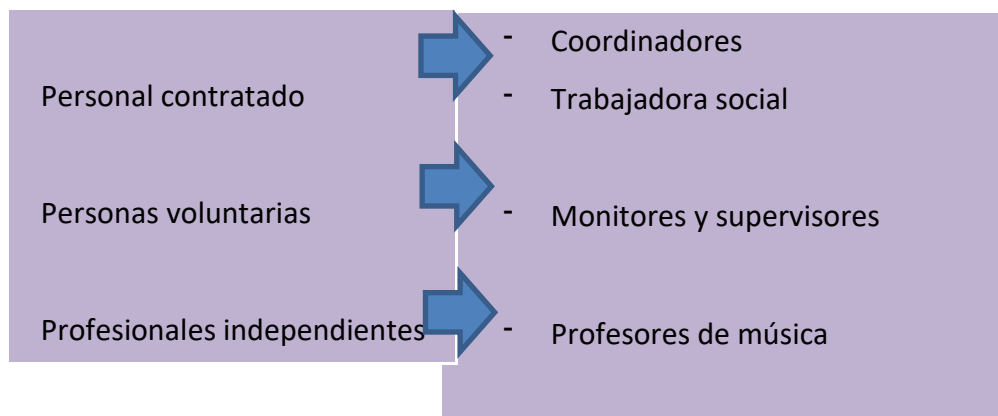 Personal contratado
- Coordinadores
- Trabajadora social
Personas voluntarias
- Monitores y supervisores
Profesionales independientes
- Profesores de música